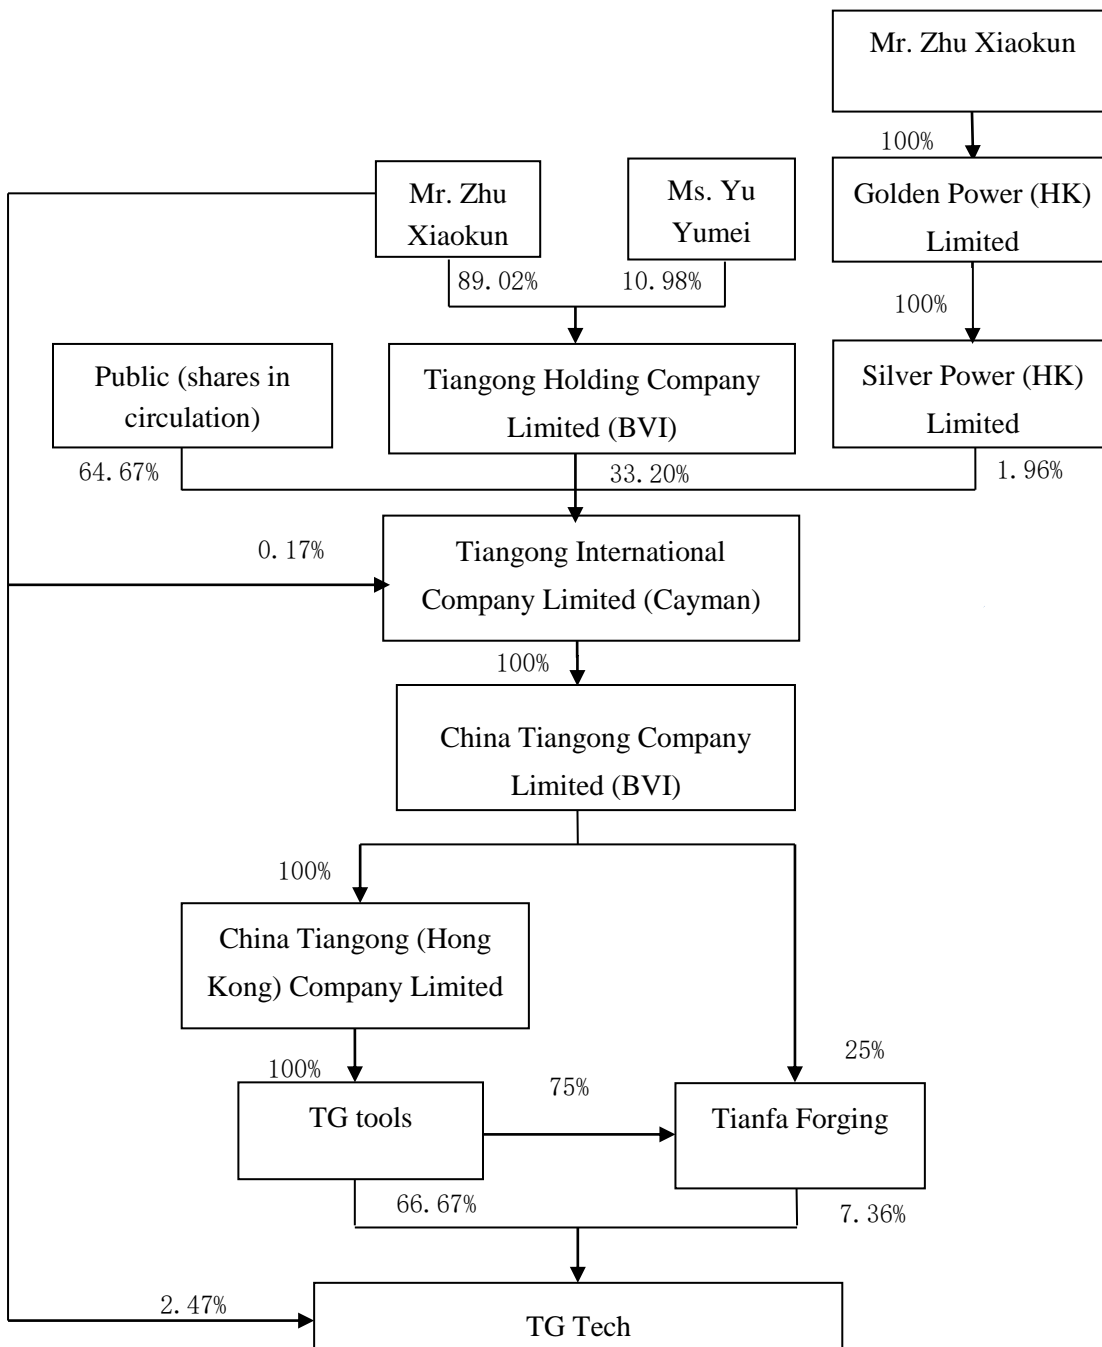 Mr. Zhu Xiaokun
100%
Mr. Zhu
Xiaokun
Ms. Yu
Yumei
Golden Power (HK)
Limited
89.02%
10.98%
100%
Public (shares in
circulation)
Tiangong Holding Company
Limited (BVI)
Silver Power (HK)
Limited
64.67%
33.20%
1.96%
0.17%
Tiangong International
Company Limited (Cayman)
100%
China Tiangong Company
Limited (BVI)
100%
China Tiangong (Hong
Kong) Company Limited
25%
100%
75%
TG tools
Tianfa Forging
66.67%
7.36%
2.47%
TG Tech